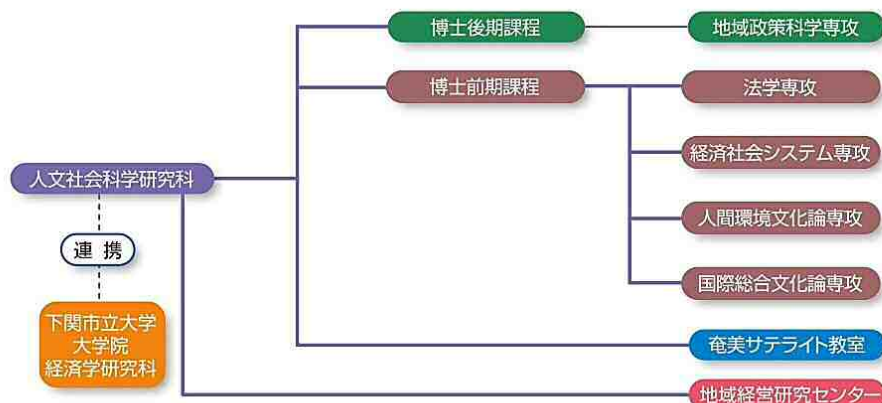 博士後期課程
地域政策科学専攻
博士前期課程
法学専攻
経済社会システム専攻
人文社会科学研究科
人間環境文化論専攻
連携
国際総合文化論専攻
下関市立大学
大学院
経済学研究科
奄美サテライト教室
地域経営研究センター